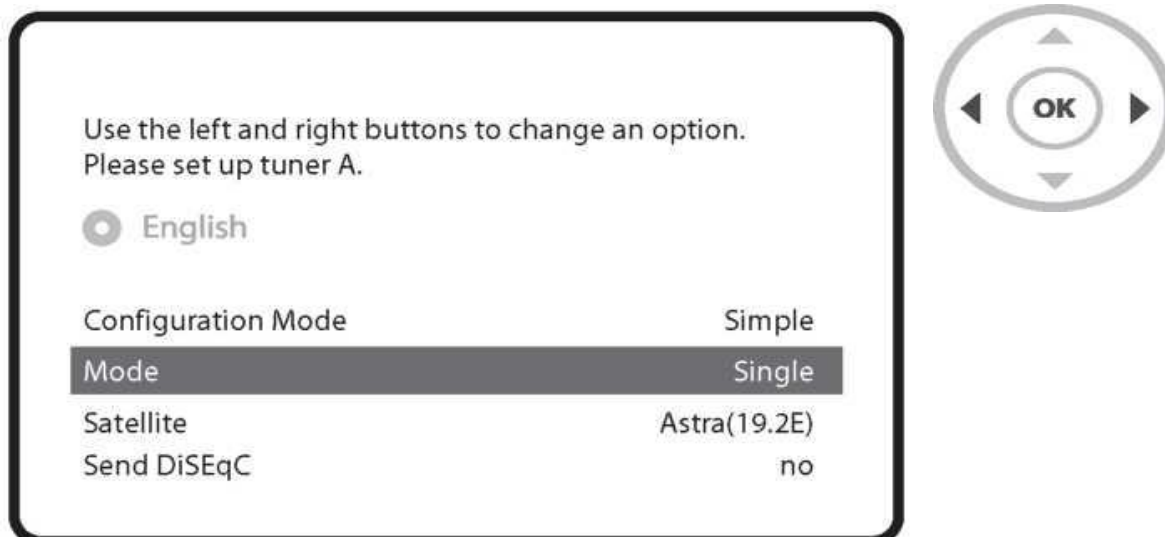 Use the left and right buttons to change an option.
Please set up tuner A.
English
Configuration Mode Simple
Mode Single
Satellite Astra(19.2E)
Send DiSEqC no
OK